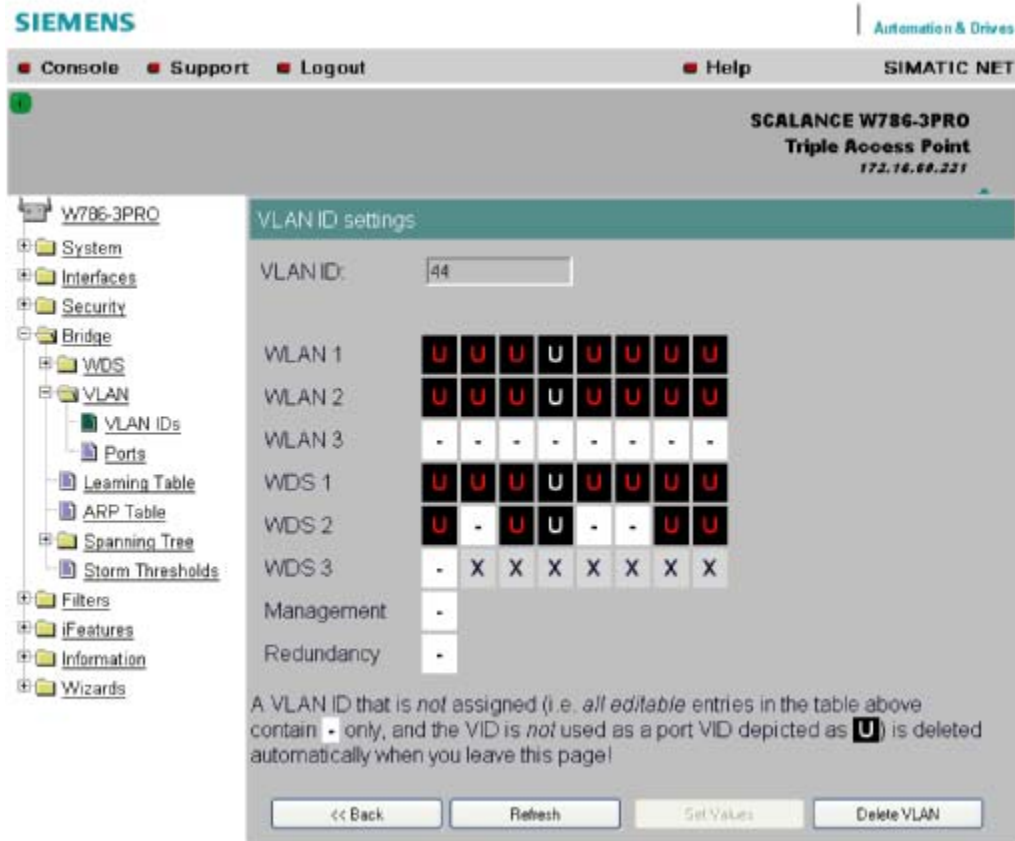 SIEMENS
Automation & Drives
Console Support Logout Help SIMATIC NET
SCALANCE W786-3PRO
Triple Access Point
172.16.60.221
W786-3PRO
System
Interfaces
Security
Bridge
WDS
VLAN
VLAN IDs
Ports
Learning Table
ARP Table
Spanning Tree
Storm Thresholds
Filters
iFeatures
Information
Wizards
VLAN ID settings
VLAN ID: 44
WLAN 1 U U U U U U U U
WLAN 2 U U U U U U U U
WLAN 3 - - - - - - - -
WDS 1 U U U U U U U U
WDS 2 U - U U - - U U
WDS 3 - X X X X X X X
Management -
Redundancy -
A VLAN ID that is not assigned (i.e. all editable entries in the table above
contain - only, and the VID is not used as a port VID depicted as U) is deleted
automatically when you leave this page!
<< Back Refresh Set Values Delete VLAN